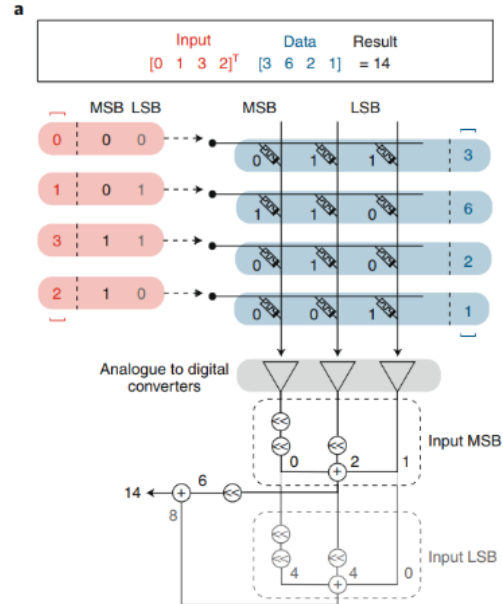 a
Input Data Result
[0 1 3 2]ᵀ [3 6 2 1] = 14
MSB LSB MSB LSB
0 0 0 0 1 1 3
1 0 1 1 1 0 6
3 1 1 0 1 0 2
2 1 0 0 0 1 1
Analogue to digital
converters
<<
<< <<
Input MSB
0 2 1
+
14 + 6 <<
8
<<
<< <<
Input LSB
4 4 0
+